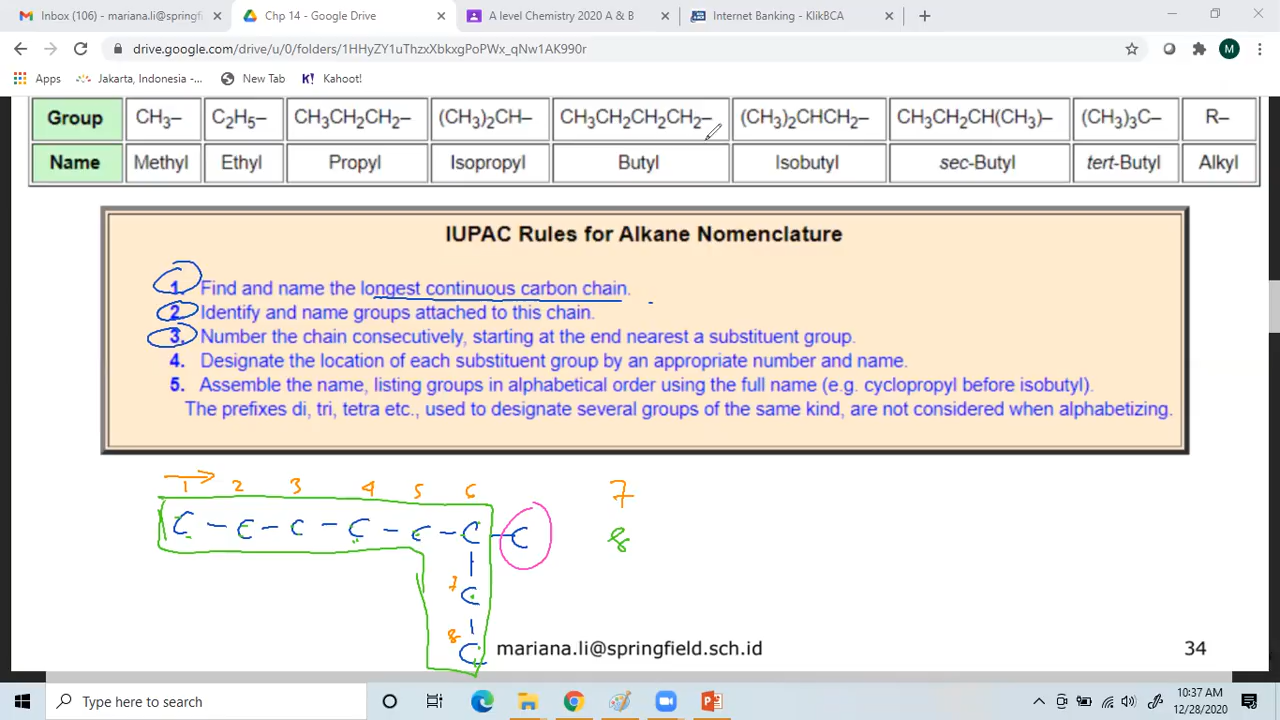 Inbox (106) - mariana.li@springf
Chp 14 - Google Drive
A level Chemistry 2020 A & B
Internet Banking - KlikBCA
drive.google.com/drive/u/0/folders/1HHyZY1uThzxXbkxgPoPWx_qNw1AK990r
M
Apps Jakarta, Indonesia -... New Tab Kahoot!
Group CH3– C2H5– CH3CH2CH2– (CH3)2CH– CH3CH2CH2CH2– (CH3)2CHCH2– CH3CH2CH(CH3)– (CH3)3C– R–
Name Methyl Ethyl Propyl Isopropyl Butyl Isobutyl sec-Butyl tert-Butyl Alkyl
IUPAC Rules for Alkane Nomenclature
1. Find and name the longest continuous carbon chain.
2. Identify and name groups attached to this chain.
3. Number the chain consecutively, starting at the end nearest a substituent group.
4. Designate the location of each substituent group by an appropriate number and name.
5. Assemble the name, listing groups in alphabetical order using the full name (e.g. cyclopropyl before isobutyl).
The prefixes di, tri, tetra etc., used to designate several groups of the same kind, are not considered when alphabetizing.
1 2 3 4 5 6 7
C – C – C – C – C – C – C 8
7 C
8 C
mariana.li@springfield.sch.id 34
Type here to search
10:37 AM
12/28/2020